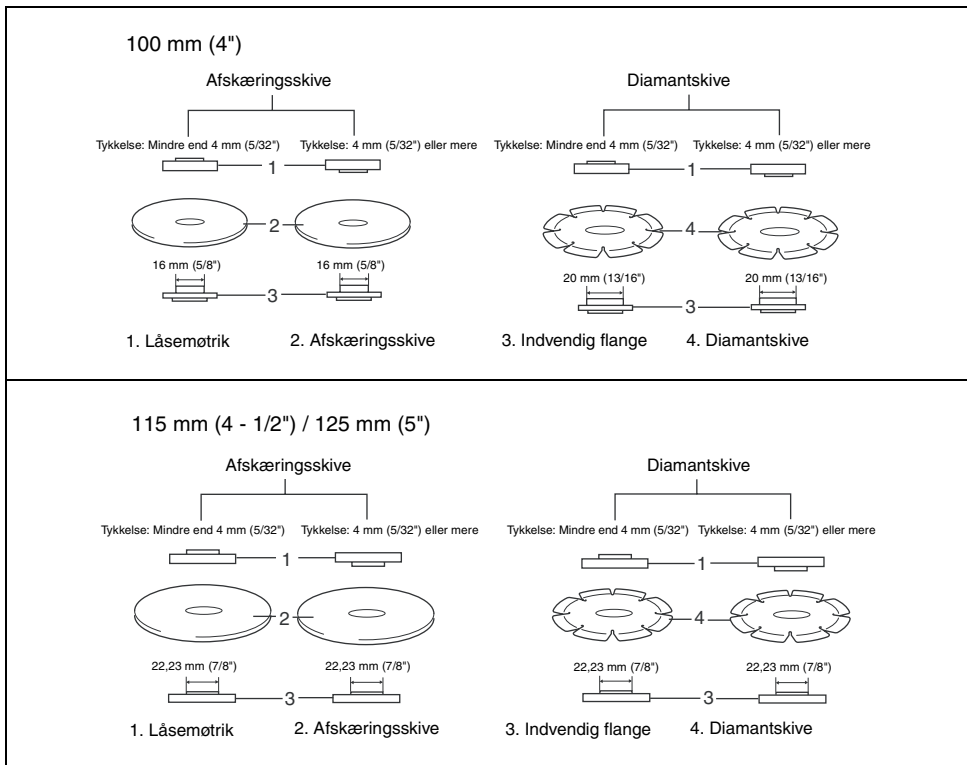 100 mm (4")
Afskæringsskive Diamantskive
Tykkelse: Mindre end 4 mm (5/32") Tykkelse: 4 mm (5/32") eller mere Tykkelse: Mindre end 4 mm (5/32") Tykkelse: 4 mm (5/32") eller mere
1 1
2 4
16 mm (5/8") 16 mm (5/8") 20 mm (13/16") 20 mm (13/16")
3 3
1. Låsemøtrik 2. Afskæringsskive 3. Indvendig flange 4. Diamantskive
115 mm (4 - 1/2") / 125 mm (5")
Afskæringsskive Diamantskive
Tykkelse: Mindre end 4 mm (5/32") Tykkelse: 4 mm (5/32") eller mere Tykkelse: Mindre end 4 mm (5/32") Tykkelse: 4 mm (5/32") eller mere
1 1
2 4
22,23 mm (7/8") 22,23 mm (7/8") 22,23 mm (7/8") 22,23 mm (7/8")
3 3
1. Låsemøtrik 2. Afskæringsskive 3. Indvendig flange 4. Diamantskive